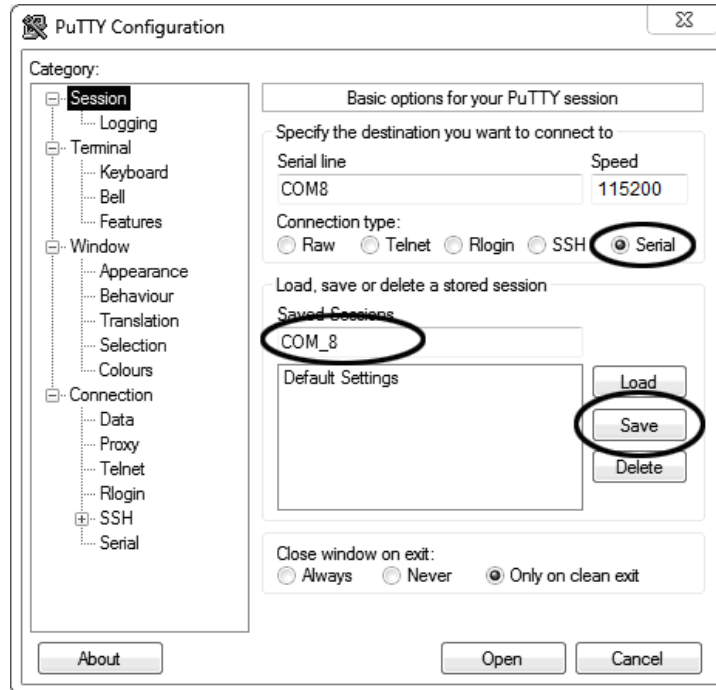 PuTTY Configuration
Category:
Session
Logging
Terminal
Keyboard
Bell
Features
Window
Appearance
Behaviour
Translation
Selection
Colours
Connection
Data
Proxy
Telnet
Rlogin
SSH
Serial
Basic options for your PuTTY session
Specify the destination you want to connect to
Serial line Speed
COM8 115200
Connection type:
Raw Telnet Rlogin SSH Serial
Load, save or delete a stored session
Saved Sessions
COM_8
Default Settings
Load
Save
Delete
Close window on exit:
Always Never Only on clean exit
About Open Cancel